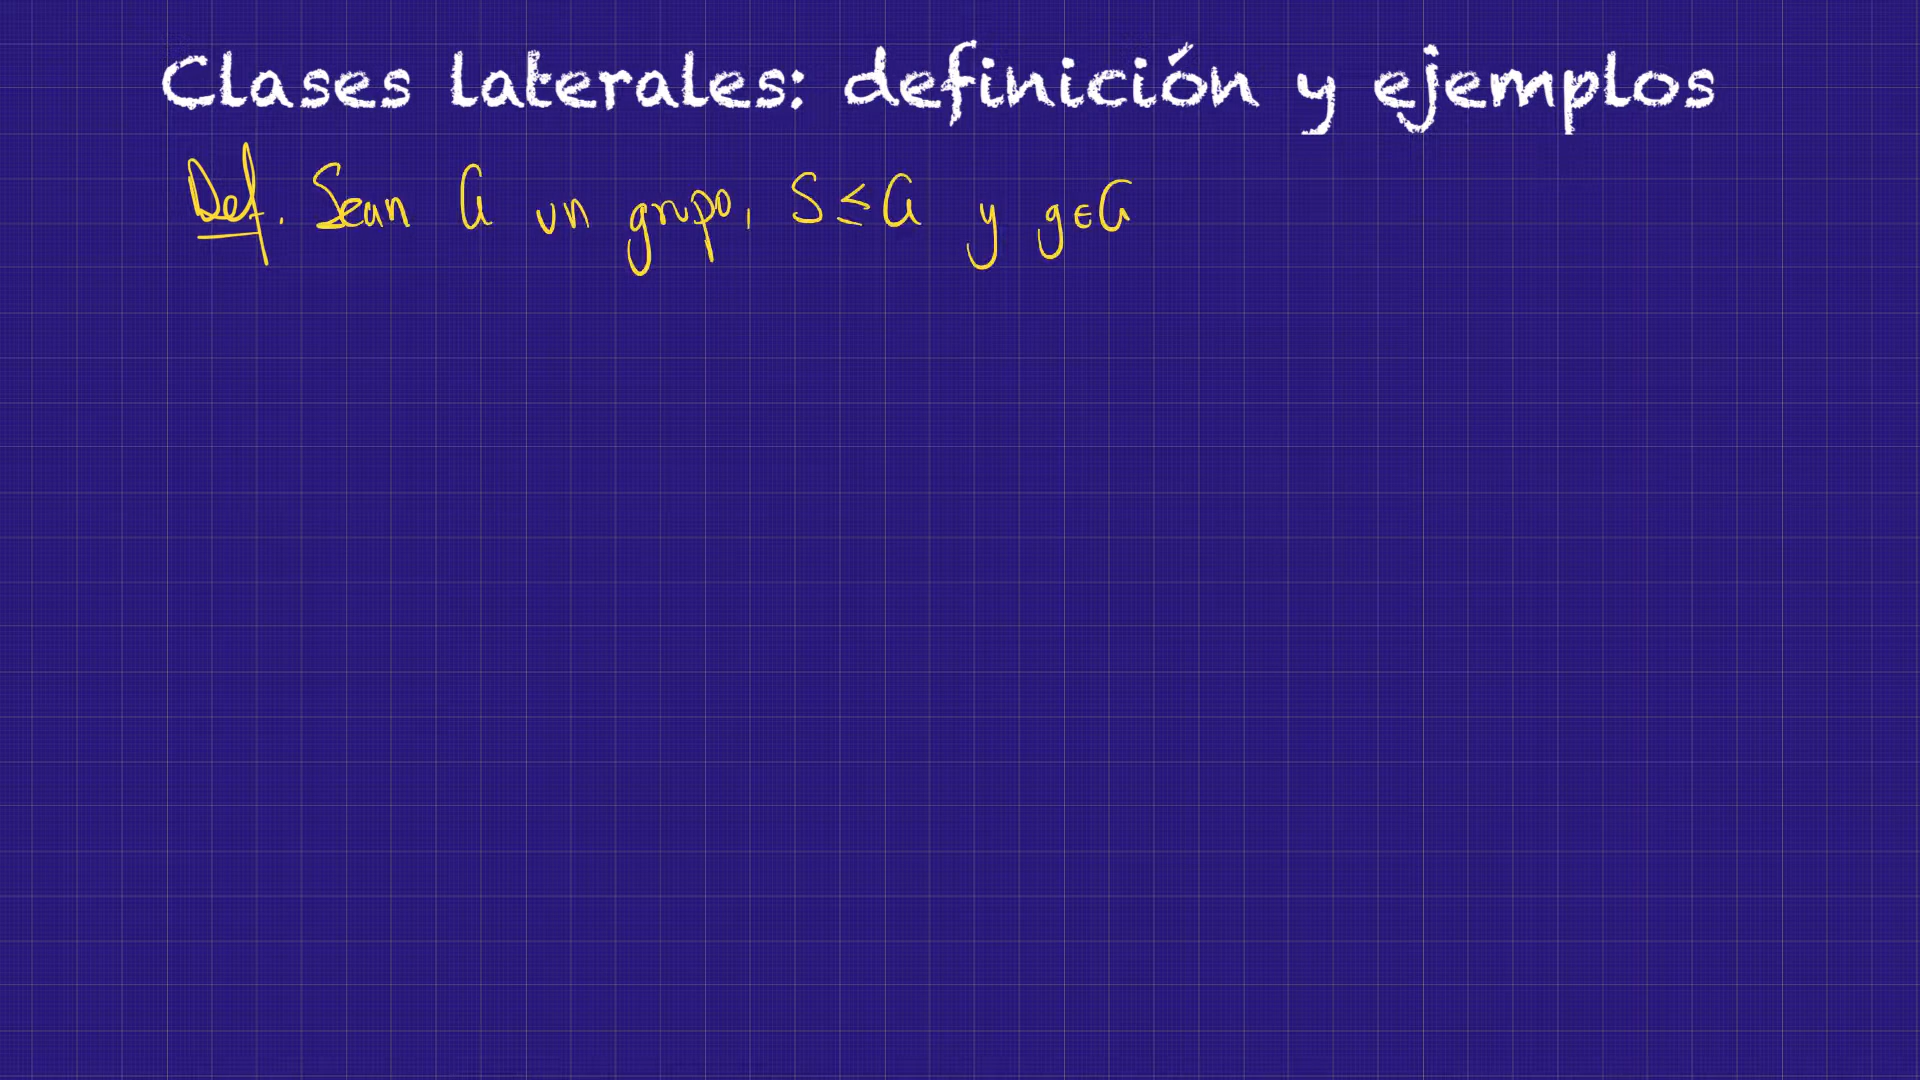 Clases laterales: definición y ejemplos
Def. Sean G un grupo, S ≤ G y g ∈ G